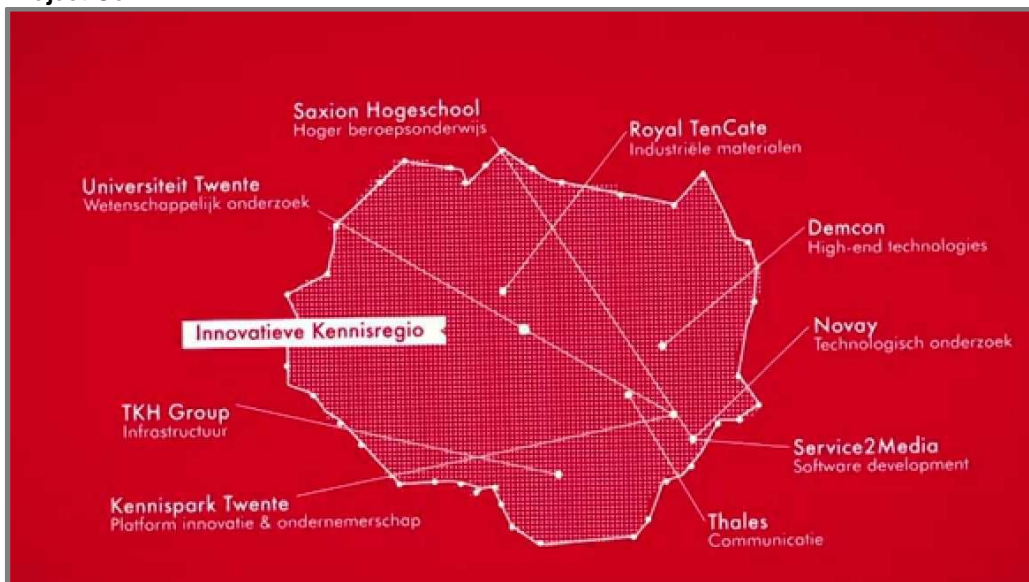 Saxion Hogeschool
Hoger beroepsonderwijs
Royal TenCate
Industriële materialen
Universiteit Twente
Wetenschappelijk onderzoek
Demcon
High-end technologies
Innovatieve Kennisregio
Novay
Technologisch onderzoek
TKH Group
Infrastructuur
Service2Media
Software development
Kennispark Twente
Platform innovatie & ondernemerschap
Thales
Communicatie